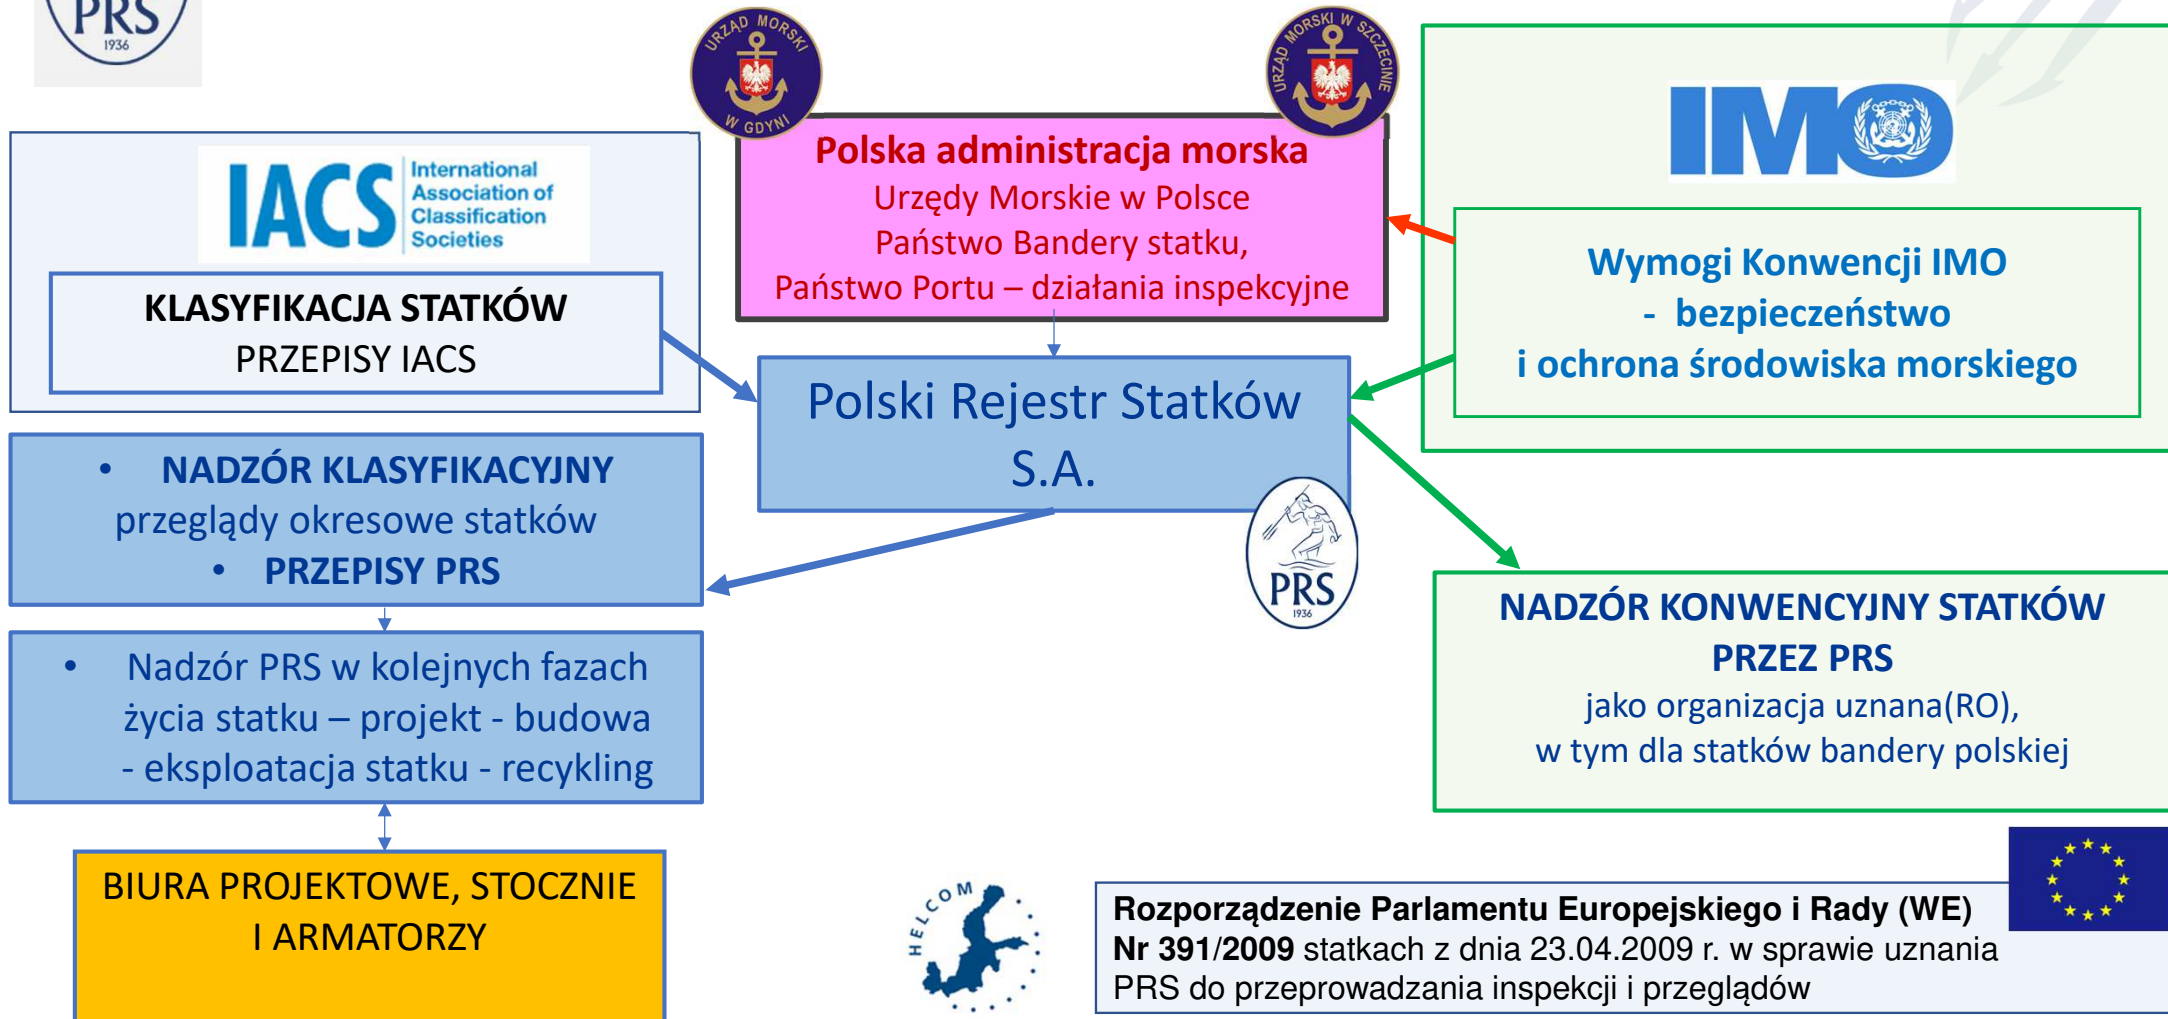 PRS
1936
URZĄD MORSKI
W GDYNI
URZĄD MORSKI W SZCZECINIE
IACS
International
Association of
Classification
Societies
KLASYFIKACJA STATKÓW
PRZEPISY IACS
Polska administracja morska
Urzędy Morskie w Polsce
Państwo Bandery statku,
Państwo Portu – działania inspekcyjne
IMO
Wymogi Konwencji IMO
- bezpieczeństwo
i ochrona środowiska morskiego
Polski Rejestr Statków
S.A.
PRS
1936
• NADZÓR KLASYFIKACYJNY
przeglądy okresowe statków
• PRZEPISY PRS
• Nadzór PRS w kolejnych fazach
życia statku – projekt - budowa
- eksploatacja statku - recykling
BIURA PROJEKTOWE, STOCZNIE
I ARMATORZY
NADZÓR KONWENCYJNY STATKÓW
PRZEZ PRS
jako organizacja uznana(RO),
w tym dla statków bandery polskiej
HELCOM
Rozporządzenie Parlamentu Europejskiego i Rady (WE)
Nr 391/2009 statkach z dnia 23.04.2009 r. w sprawie uznania
PRS do przeprowadzania inspekcji i przeglądów